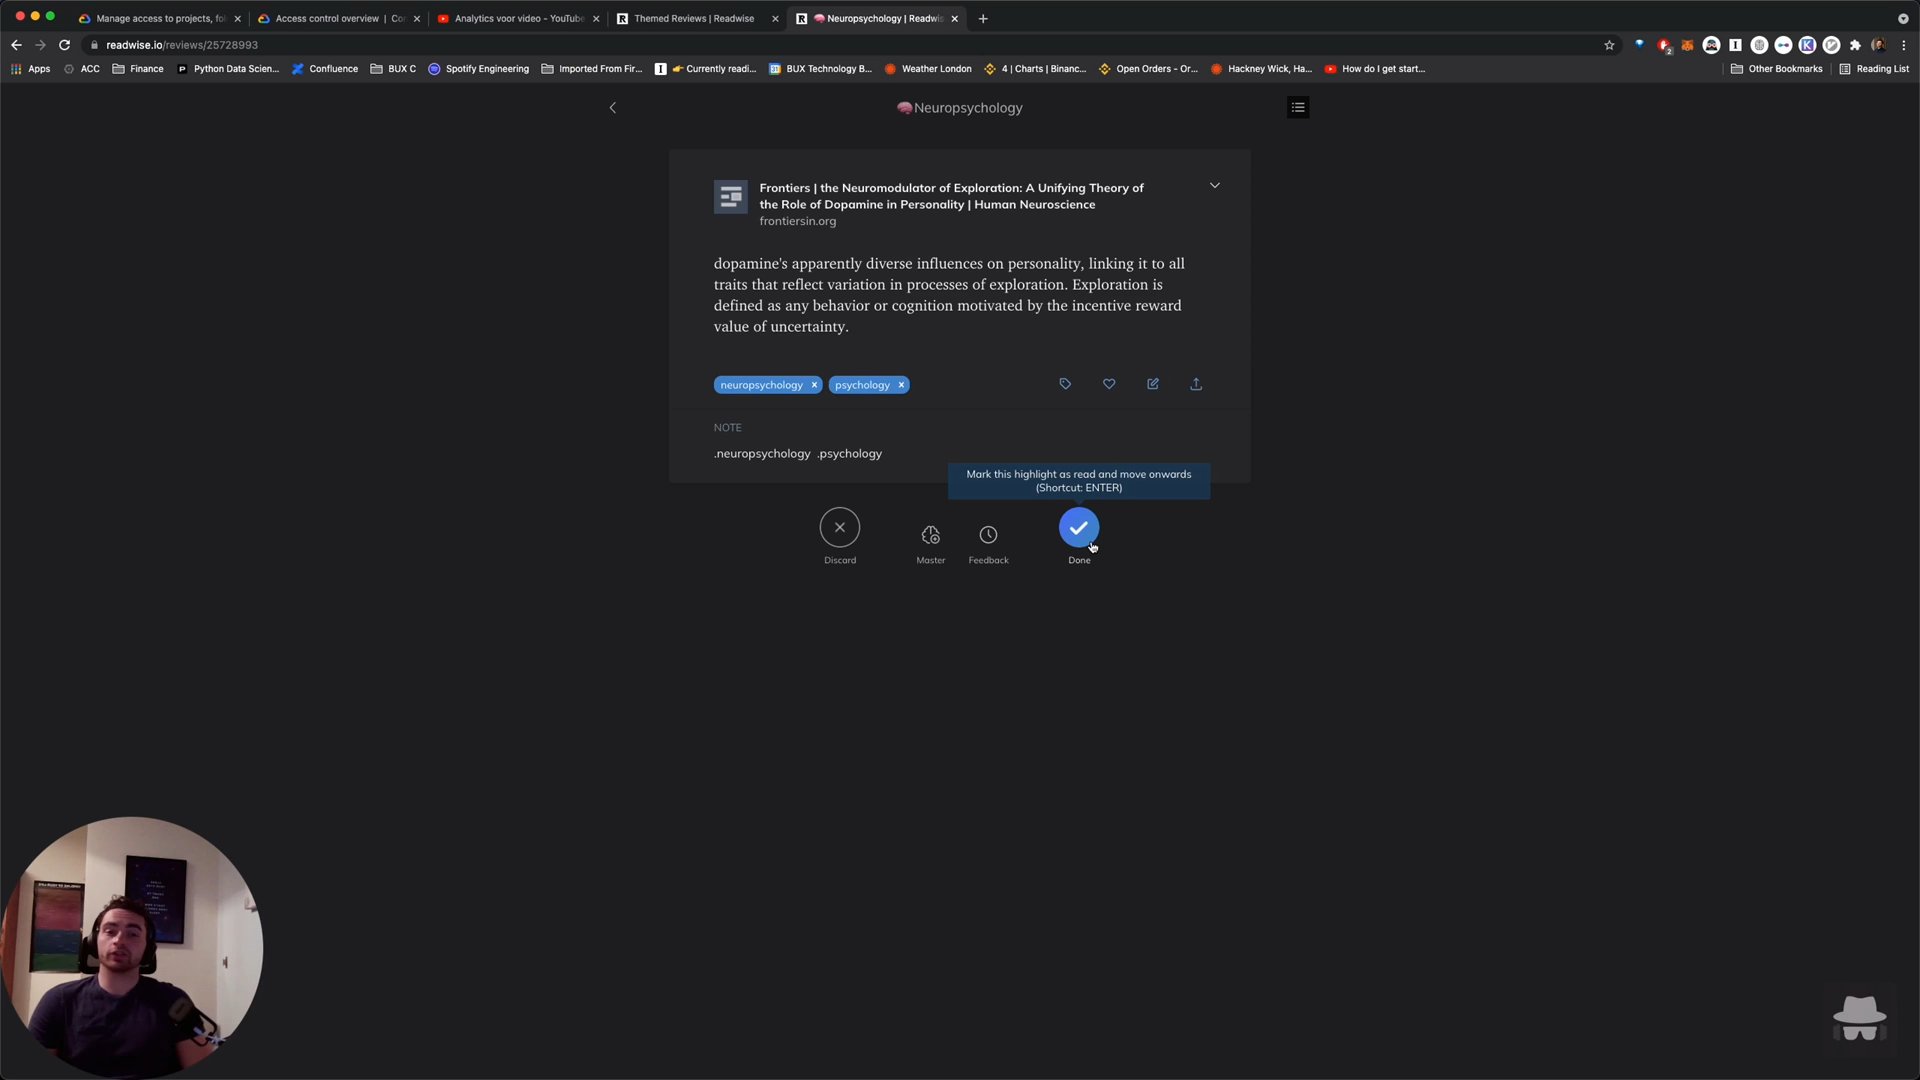 Manage access to projects, fol
Access control overview | Co
Analytics voor video - YouTube
Themed Reviews | Readwise
🧠Neuropsychology | Readwis
readwise.io/reviews/25728993
2
Apps
ACC
Finance
Python Data Scien...
Confluence
BUX C
Spotify Engineering
Imported From Fir...
👉Currently readi...
BUX Technology B...
Weather London
4 | Charts | Binanc...
Open Orders - Or...
Hackney Wick, Ha...
How do I get start...
Other Bookmarks
Reading List
🧠Neuropsychology
Frontiers | the Neuromodulator of Exploration: A Unifying Theory of
the Role of Dopamine in Personality | Human Neuroscience
frontiersin.org
dopamine's apparently diverse influences on personality, linking it to all
traits that reflect variation in processes of exploration. Exploration is
defined as any behavior or cognition motivated by the incentive reward
value of uncertainty.
neuropsychology
psychology
NOTE
.neuropsychology .psychology
Mark this highlight as read and move onwards
(Shortcut: ENTER)
Discard
Master
Feedback
Done